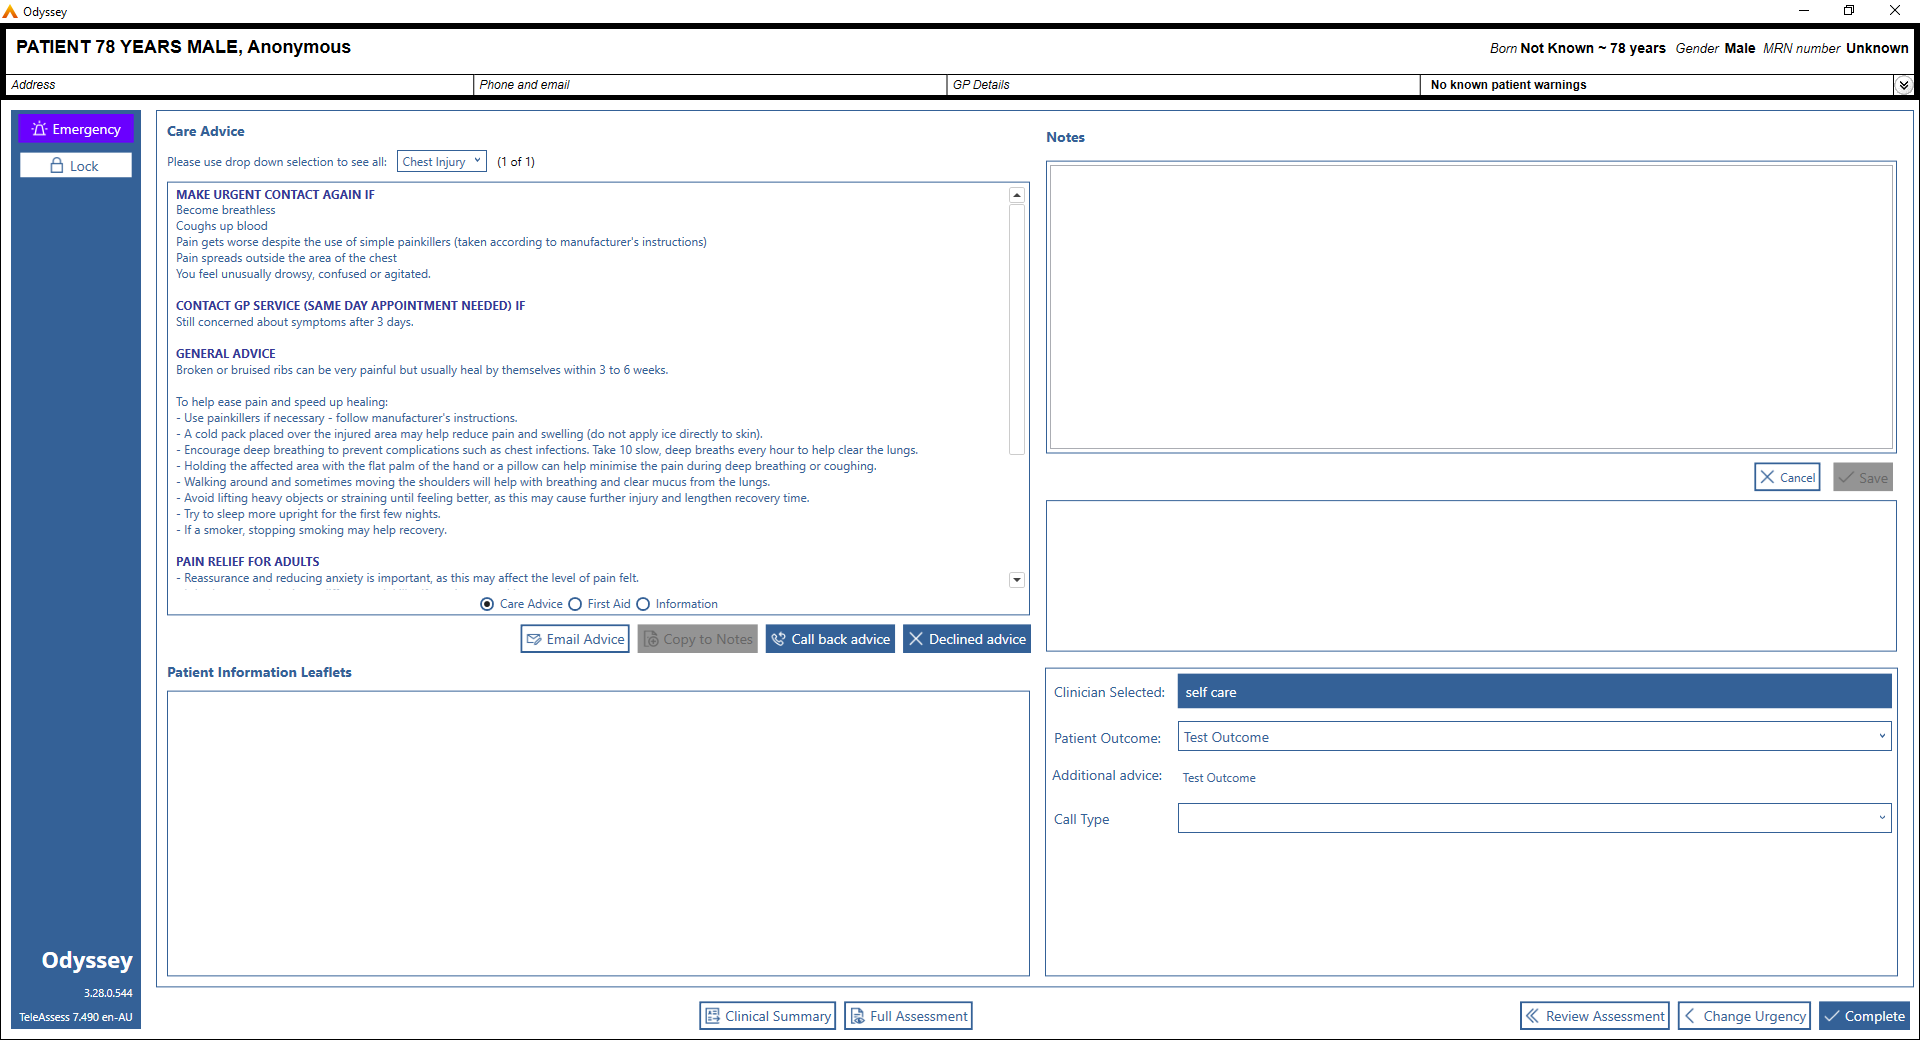 Odyssey
PATIENT 78 YEARS MALE, Anonymous
Born Not Known ~ 78 years Gender Male MRN number Unknown
Address
Phone and email
GP Details
No known patient warnings
Emergency
Lock
Care Advice
Please use drop down selection to see all: Chest Injury (1 of 1)
MAKE URGENT CONTACT AGAIN IF
Become breathless
Coughs up blood
Pain gets worse despite the use of simple painkillers (taken according to manufacturer's instructions)
Pain spreads outside the area of the chest
You feel unusually drowsy, confused or agitated.
CONTACT GP SERVICE (SAME DAY APPOINTMENT NEEDED) IF
Still concerned about symptoms after 3 days.
GENERAL ADVICE
Broken or bruised ribs can be very painful but usually heal by themselves within 3 to 6 weeks.
To help ease pain and speed up healing:
- Use painkillers if necessary - follow manufacturer's instructions.
- A cold pack placed over the injured area may help reduce pain and swelling (do not apply ice directly to skin).
- Encourage deep breathing to prevent complications such as chest infections. Take 10 slow, deep breaths every hour to help clear the lungs.
- Holding the affected area with the flat palm of the hand or a pillow can help minimise the pain during deep breathing or coughing.
- Walking around and sometimes moving the shoulders will help with breathing and clear mucus from the lungs.
- Avoid lifting heavy objects or straining until feeling better, as this may cause further injury and lengthen recovery time.
- Try to sleep more upright for the first few nights.
- If a smoker, stopping smoking may help recovery.
PAIN RELIEF FOR ADULTS
- Reassurance and reducing anxiety is important, as this may affect the level of pain felt.
Care Advice First Aid Information
Email Advice
Copy to Notes
Call back advice
Declined advice
Patient Information Leaflets
Notes
Cancel
Save
Clinician Selected: self care
Patient Outcome: Test Outcome
Additional advice: Test Outcome
Call Type
Odyssey
3.28.0.544
TeleAssess 7.490 en-AU
Clinical Summary
Full Assessment
Review Assessment
Change Urgency
Complete